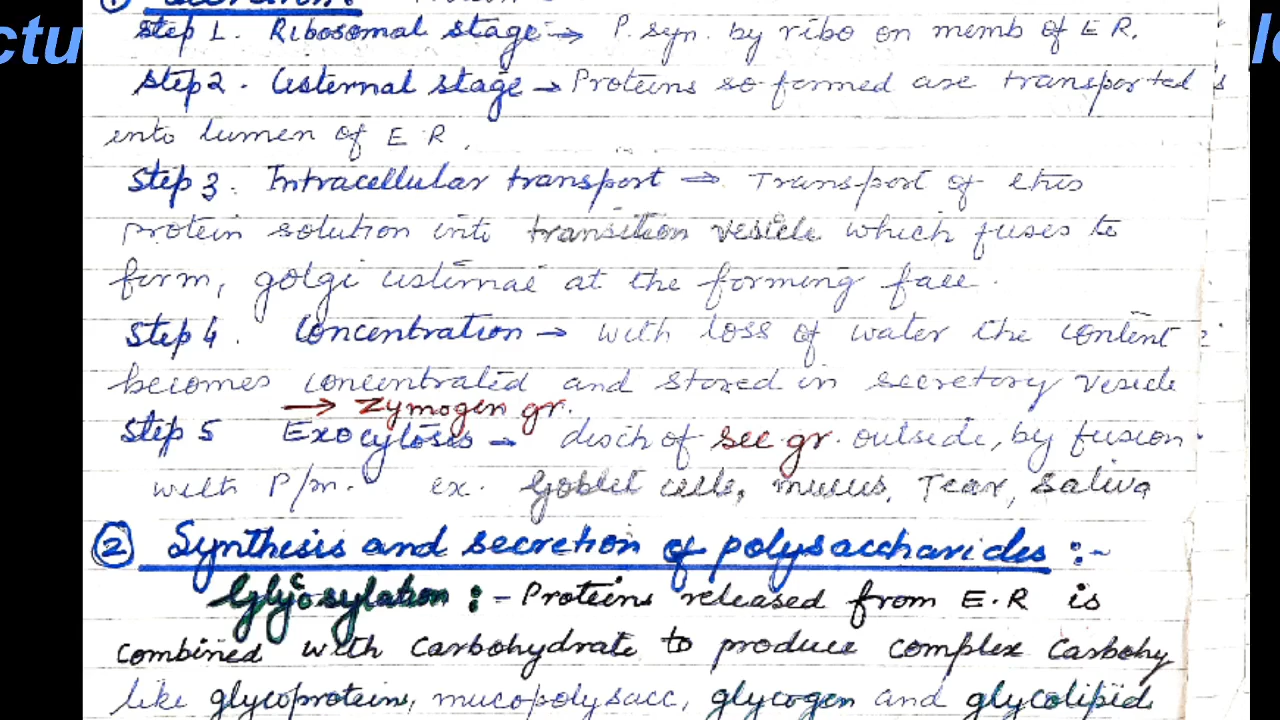 ① Secretion:
Step 1. Ribosomal stage :→ P. syn. by ribo on memb of E R.
Step 2. Cisternal stage → Proteins so formed are transported
into lumen of E R.
Step 3. Intracellular transport → Transport of this
protein solution into transition vesicle which fuses to
form, golgi cisternae at the forming face.
Step 4. Concentration → with loss of water the content
becomes concentrated and stored in secretory vesicle
→ Zymogen gr.
Step 5 Exocytosis → disch of sec gr. outside, by fusion
with P/m. ex. Goblet cells, mucus, Tear, Saliva
② Synthesis and secretion of polysaccharides :-
Glycosylation :- Proteins released from E.R is
combined with carbohydrate to produce complex carbohy
like glycoprotein, mucopolysacc, glycogen and glycolipid
ctu
le